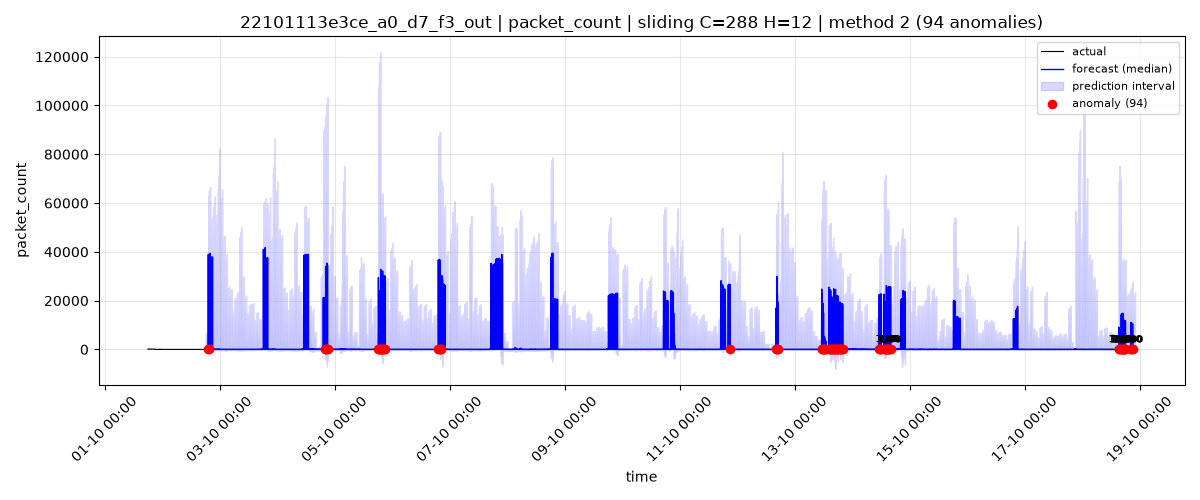 22101113e3ce_a0_d7_f3_out | packet_count | sliding C=288 H=12 | method 2 (94 anomalies)
actual
forecast (median)
prediction interval
anomaly (94)
packet_count
120000
100000
80000
60000
40000
20000
0
01-10 00:00
03-10 00:00
05-10 00:00
07-10 00:00
09-10 00:00
11-10 00:00
13-10 00:00
15-10 00:00
17-10 00:00
19-10 00:00
time